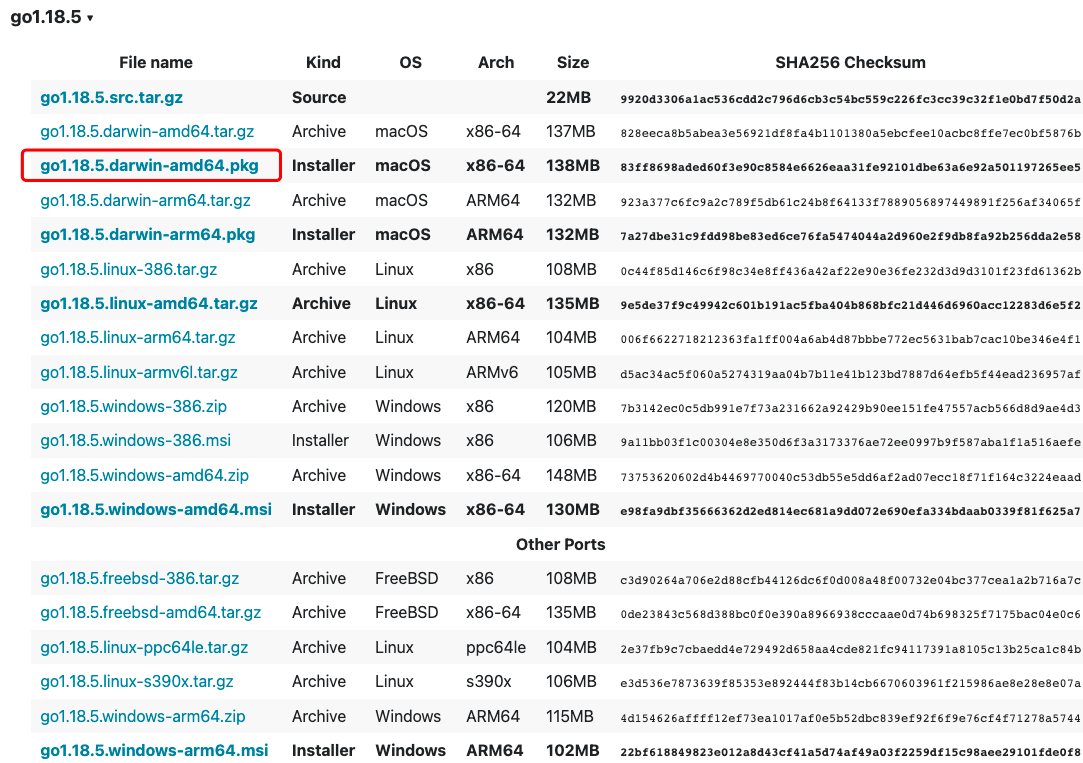 go1.18.5 ▾
File name Kind OS Arch Size SHA256 Checksum
go1.18.5.src.tar.gz Source 22MB 9920d3306a1ac536cdd2c796d6cb3c54bc559c226fc3cc39c32f1e0bd7f50d2a
go1.18.5.darwin-amd64.tar.gz Archive macOS x86-64 137MB 828eeca8b5abea3e56921df8fa4b1101380a5ebcfee10acbc8ffe7ec0bf5876b
go1.18.5.darwin-amd64.pkg Installer macOS x86-64 138MB 83ff8698aded60f3e90c8584e6626eaa31fe92101dbe63a6e92a501197265ee5
go1.18.5.darwin-arm64.tar.gz Archive macOS ARM64 132MB 923a377c6fc9a2c789f5db61c24b8f64133f7889056897449891f256af34065f
go1.18.5.darwin-arm64.pkg Installer macOS ARM64 132MB 7a27dbe31c9fdd98be83ed6ce76fa5474044a2d960e2f9db8fa92b256dda2e58
go1.18.5.linux-386.tar.gz Archive Linux x86 108MB 0c44f85d146c6f98c34e8ff436a42af22e90e36fe232d3d9d3101f23fd61362b
go1.18.5.linux-amd64.tar.gz Archive Linux x86-64 135MB 9e5de37f9c49942c601b191ac5fba404b868bfc21d446d6960acc12283d6e5f2
go1.18.5.linux-arm64.tar.gz Archive Linux ARM64 104MB 006f6622718212363fa1ff004a6ab4d87bbbe772ec5631bab7cac10be346e4f1
go1.18.5.linux-armv6l.tar.gz Archive Linux ARMv6 105MB d5ac34ac5f060a5274319aa04b7b11e41b123bd7887d64efb5f44ead236957af
go1.18.5.windows-386.zip Archive Windows x86 120MB 7b3142ec0c5db991e7f73a231662a92429b90ee151fe47557acb566d8d9ae4d3
go1.18.5.windows-386.msi Installer Windows x86 106MB 9a11bb03f1c00304e8e350d6f3a3173376ae72ee0997b9f587aba1f1a516aefe
go1.18.5.windows-amd64.zip Archive Windows x86-64 148MB 73753620602d4b4469770040c53db55e5dd6af2ad07ecc18f71f164c3224eaad
go1.18.5.windows-amd64.msi Installer Windows x86-64 130MB e98fa9dbf35666362d2ed814ec681a9dd072e690efa334bdaab0339f81f625a7
Other Ports
go1.18.5.freebsd-386.tar.gz Archive FreeBSD x86 108MB c3d90264a706e2d88cfb44126dc6f0d008a48f00732e04bc377cea1a2b716a7c
go1.18.5.freebsd-amd64.tar.gz Archive FreeBSD x86-64 135MB 0de23843c568d388bc0f0e390a8966938cccaae0d74b698325f7175bac04e0c6
go1.18.5.linux-ppc64le.tar.gz Archive Linux ppc64le 104MB 2e37fb9c7cbaedd4e729492d658aa4cde821fc94117391a8105c13b25ca1c84b
go1.18.5.linux-s390x.tar.gz Archive Linux s390x 106MB e3d536e7873639f85353e892444f83b14cb6670603961f215986ae8e28e8e07a
go1.18.5.windows-arm64.zip Archive Windows ARM64 115MB 4d154626affff12ef73ea1017af0e5b52dbc839ef92f6f9e76cf4f71278a5744
go1.18.5.windows-arm64.msi Installer Windows ARM64 102MB 22bf618849823e012a8d43cf41a5d74af49a03f2259df15c98aee29101fde0f8